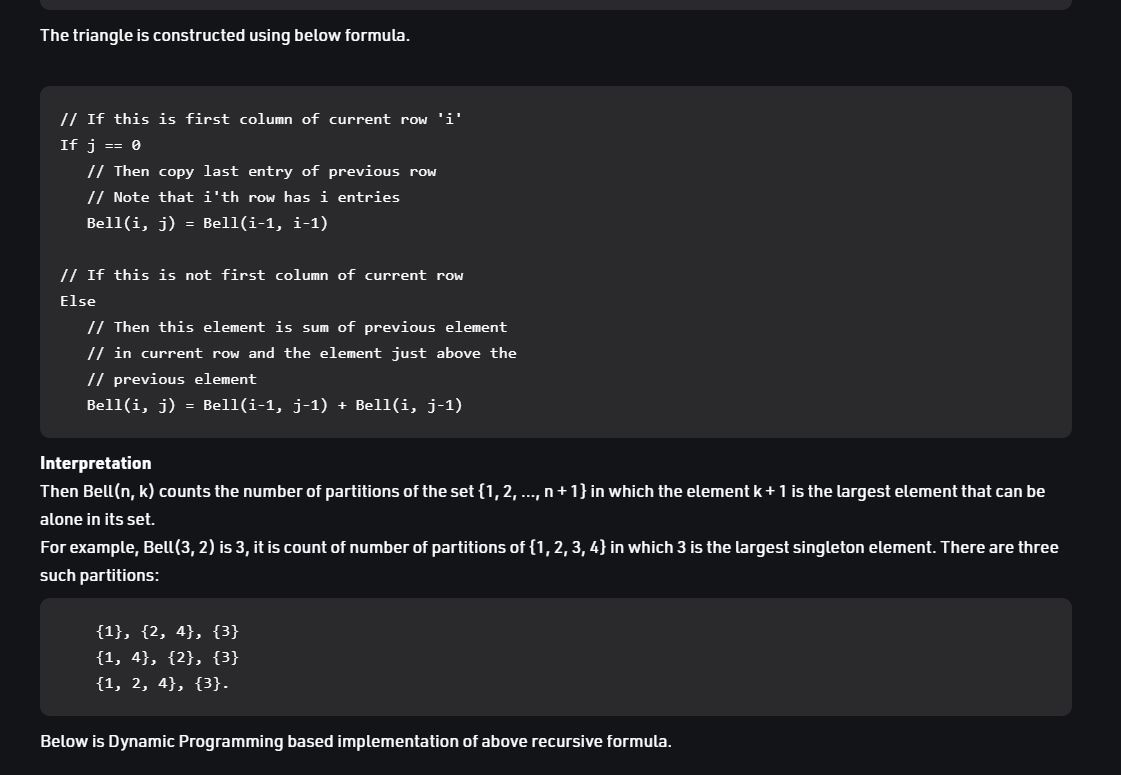 The triangle is constructed using below formula.
// If this is first column of current row 'i'
If j == 0
// Then copy last entry of previous row
// Note that i'th row has i entries
Bell(i, j) = Bell(i-1, i-1)
// If this is not first column of current row
Else
// Then this element is sum of previous element
// in current row and the element just above the
// previous element
Bell(i, j) = Bell(i-1, j-1) + Bell(i, j-1)
Interpretation
Then Bell(n, k) counts the number of partitions of the set {1, 2, ..., n + 1} in which the element k + 1 is the largest element that can be
alone in its set.
For example, Bell(3, 2) is 3, it is count of number of partitions of {1, 2, 3, 4} in which 3 is the largest singleton element. There are three
such partitions:
{1}, {2, 4}, {3}
{1, 4}, {2}, {3}
{1, 2, 4}, {3}.
Below is Dynamic Programming based implementation of above recursive formula.